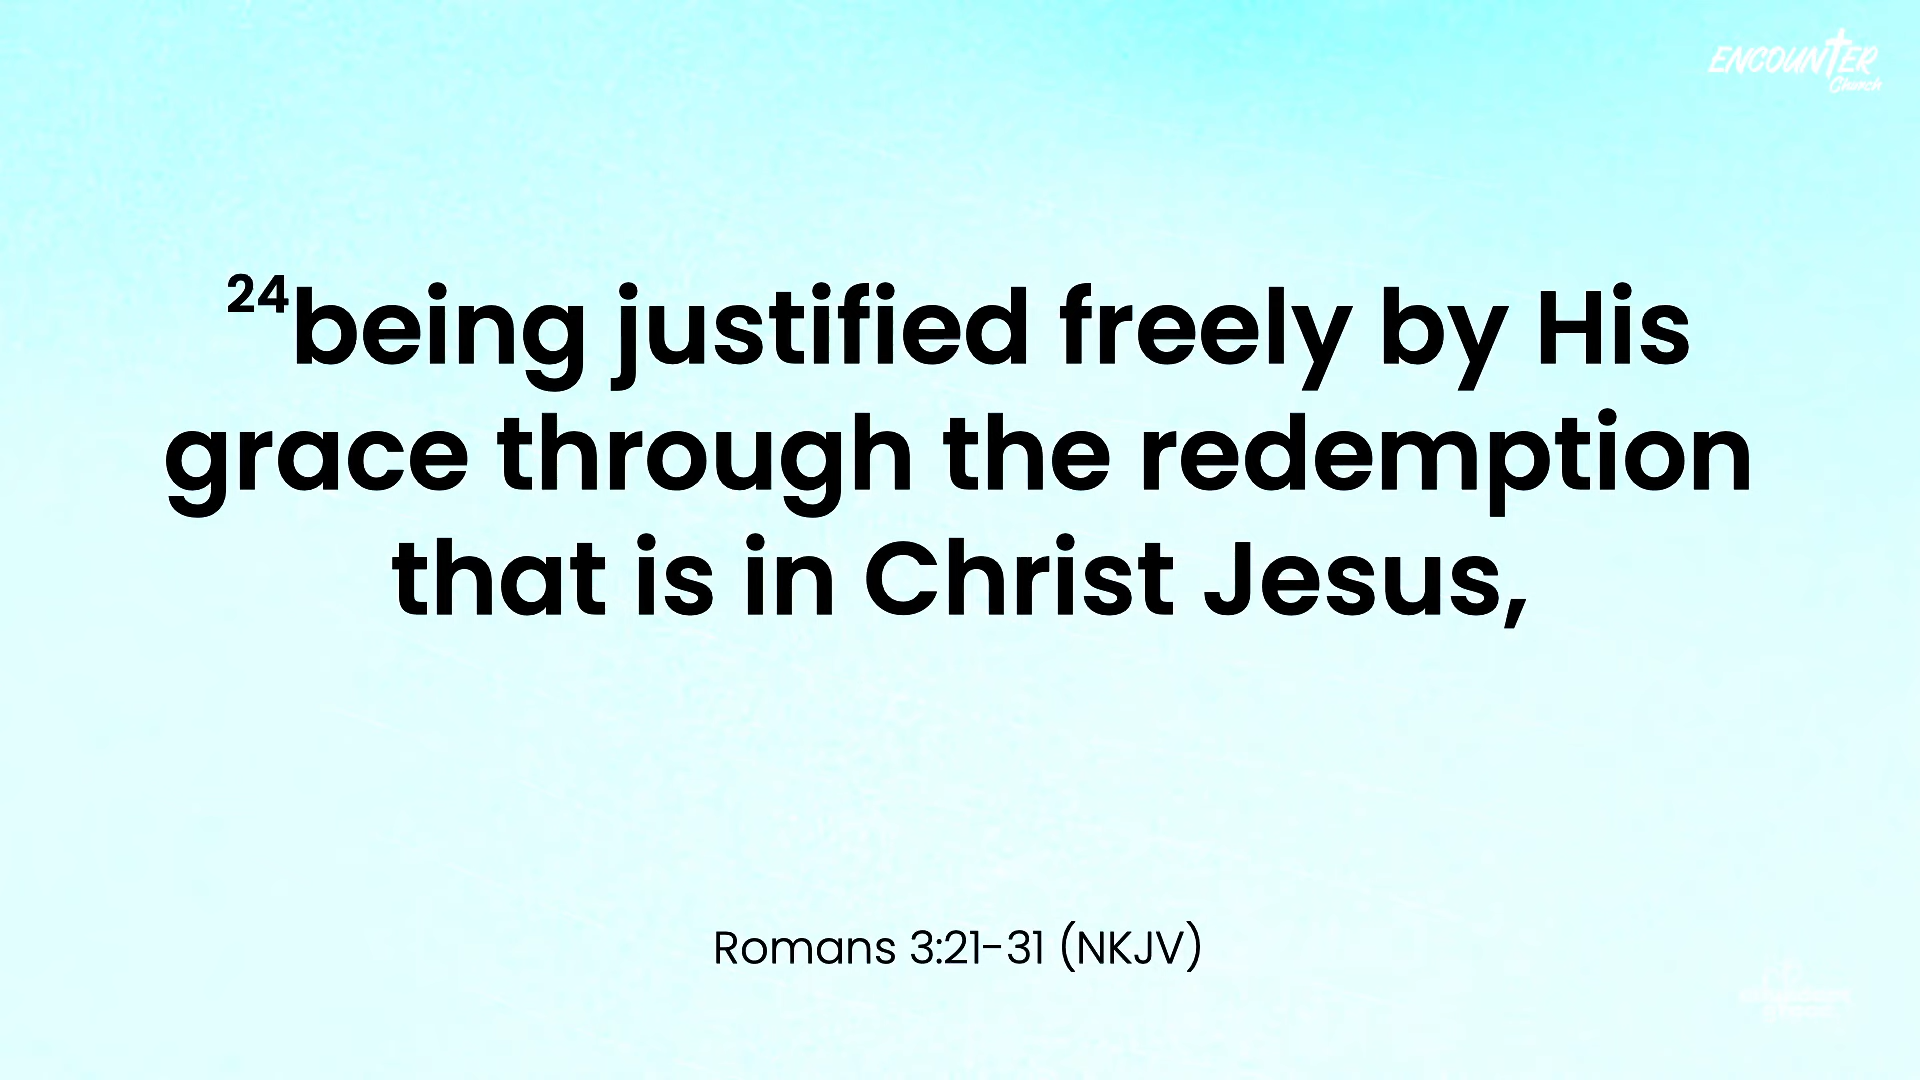 ENCOUNTER
Church
24being justified freely by His
grace through the redemption
that is in Christ Jesus,
Romans 3:21-31 (NKJV)